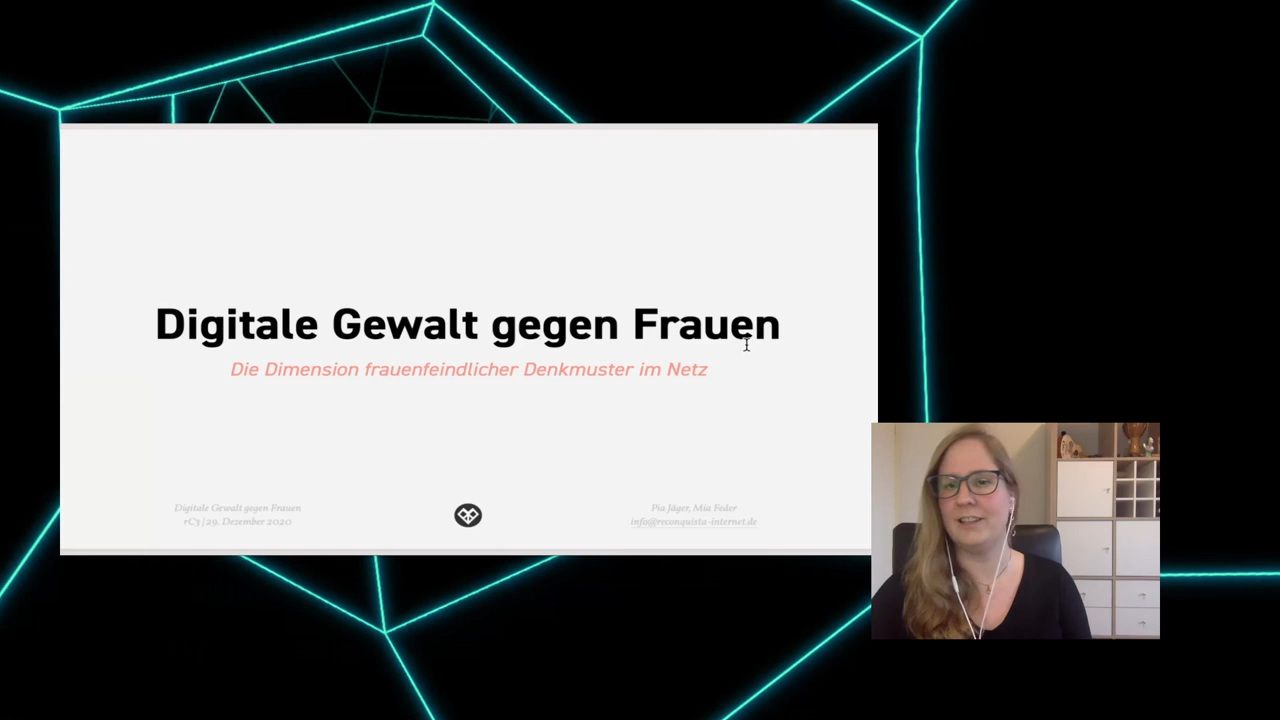 Digitale Gewalt gegen Frauen
Die Dimension frauenfeindlicher Denkmuster im Netz
Digitale Gewalt gegen Frauen
rC3 | 29. Dezember 2020
Pia Jäger, Mia Feder
info@reconquista-internet.de